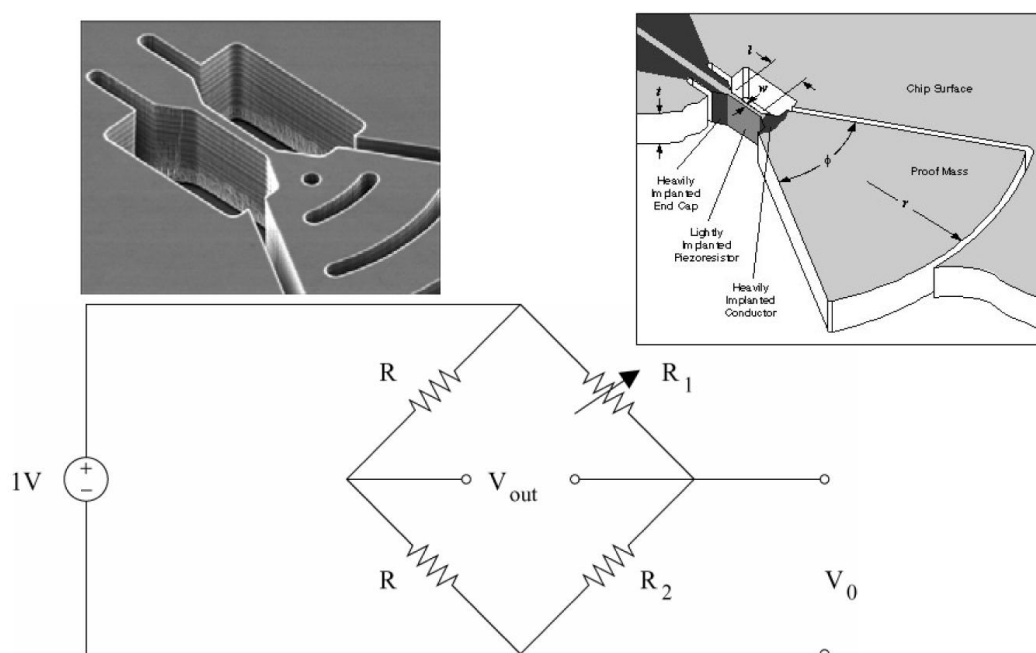 l
w
t
Chip Surface
ϕ
Proof Mass
r
Heavily
Implanted
End Cap
Lightly
Implanted
Piezoresistor
Heavily
Implanted
Conductor
R
R1
1V
+
−
Vout
R
R2
V0